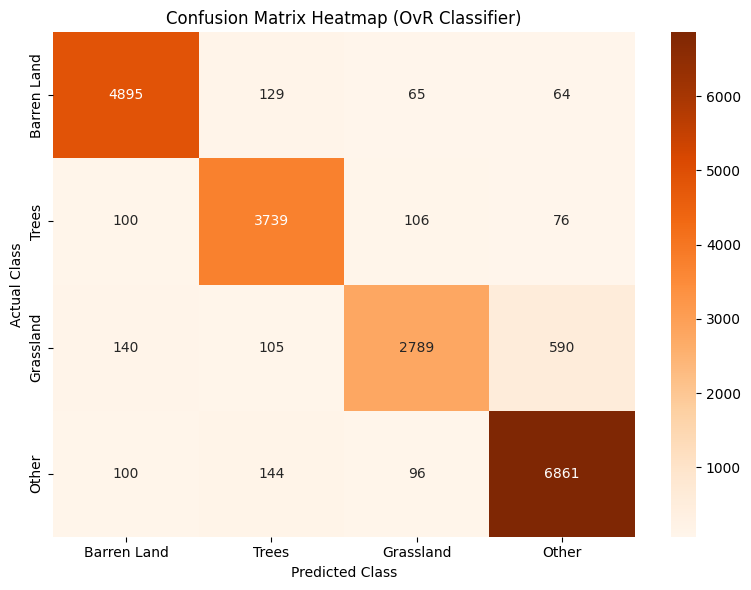 Confusion Matrix Heatmap (OvR Classifier)
Actual Class
Barren Land
4895 129 65 64
Trees
100 3739 106 76
Grassland
140 105 2789 590
Other
100 144 96 6861
Barren Land Trees Grassland Other
Predicted Class
6000
5000
4000
3000
2000
1000